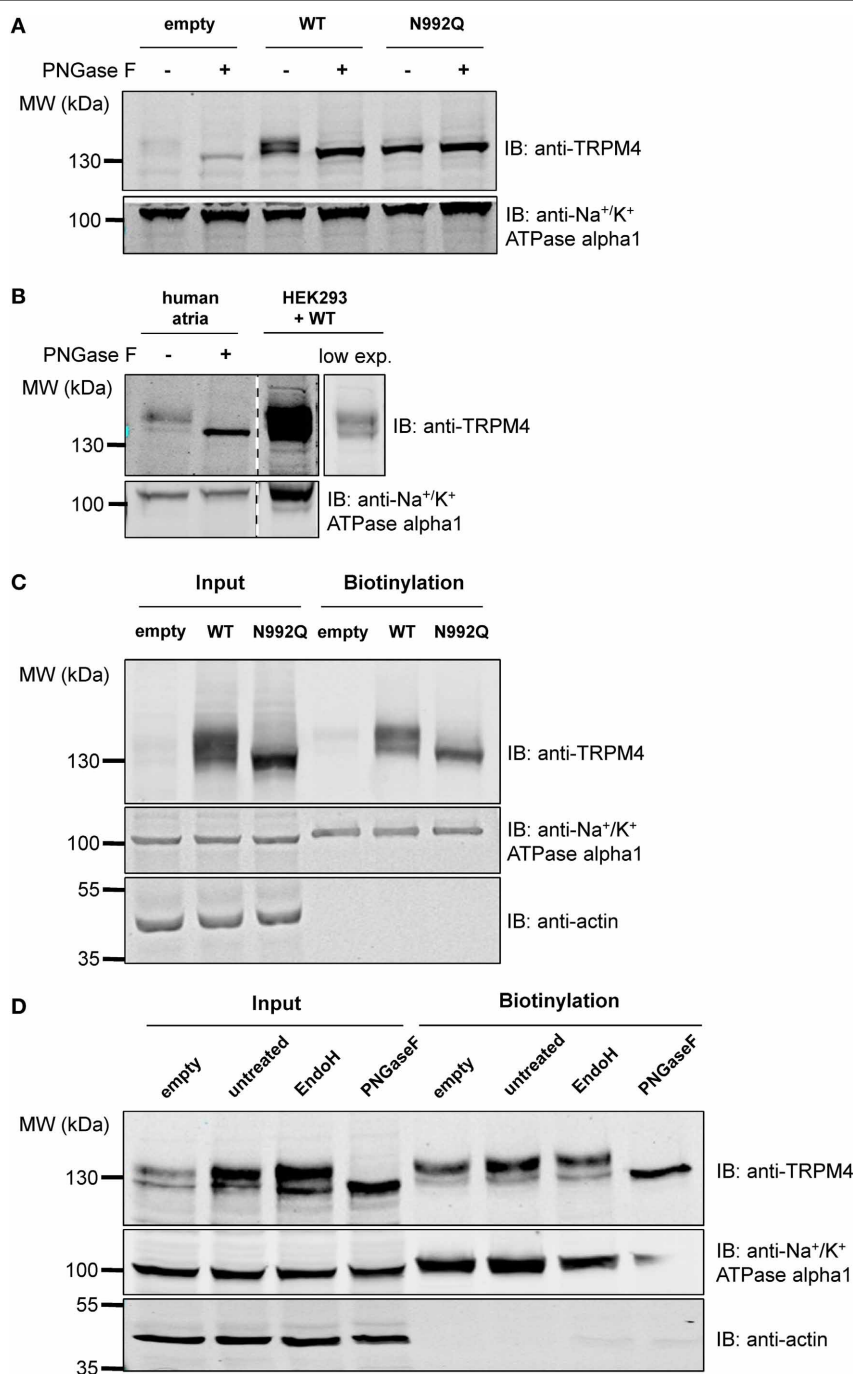 A
empty WT N992Q
PNGase F - + - + - +
MW (kDa)
130
IB: anti-TRPM4
100
IB: anti-Na+/K+
ATPase alpha1
B
human
atria
HEK293
+ WT
PNGase F - + low exp.
MW (kDa)
130
IB: anti-TRPM4
100
IB: anti-Na+/K+
ATPase alpha1
C
Input Biotinylation
empty WT N992Q empty WT N992Q
MW (kDa)
130
IB: anti-TRPM4
100
IB: anti-Na+/K+
ATPase alpha1
55
35
IB: anti-actin
D
Input Biotinylation
empty untreated EndoH PNGaseF empty untreated EndoH PNGaseF
MW (kDa)
130
IB: anti-TRPM4
100
IB: anti-Na+/K+
ATPase alpha1
55
35
IB: anti-actin